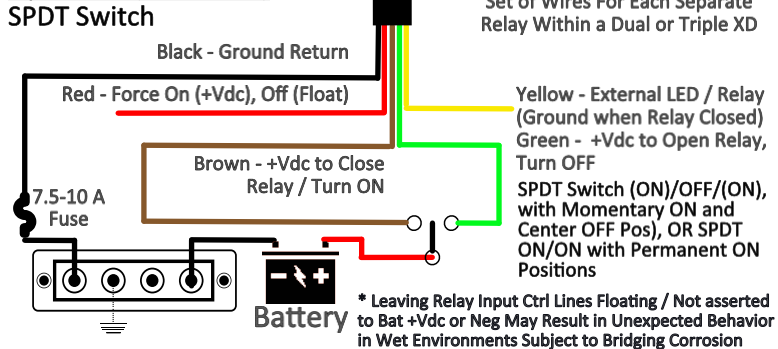 SPDT Switch
Set of Wires For Each Separate
Relay Within a Dual or Triple XD
Black - Ground Return
Red - Force On (+Vdc), Off (Float)
Yellow - External LED / Relay
(Ground when Relay Closed)
Green -  +Vdc to Open Relay,
Turn OFF
Brown - +Vdc to Close
Relay / Turn ON
7.5-10 A
Fuse
SPDT Switch (ON)/OFF/(ON),
with Momentary ON and
Center OFF Pos), OR SPDT
ON/ON with Permanent ON
Positions
Battery
* Leaving Relay Input Ctrl Lines Floating / Not asserted
to Bat +Vdc or Neg May Result in Unexpected Behavior
in Wet Environments Subject to Bridging Corrosion